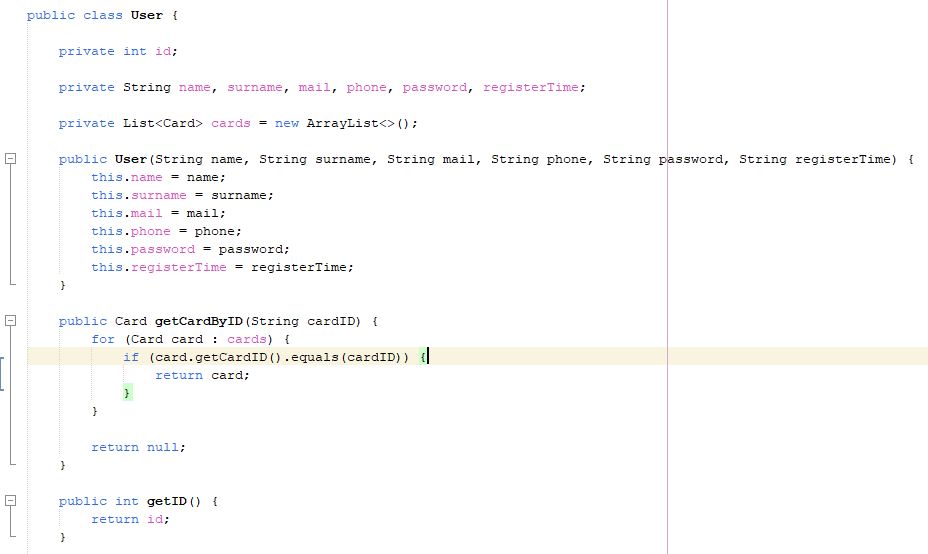 public class User {
private int id;
private String name, surname, mail, phone, password, registerTime;
private List<Card> cards = new ArrayList<>();
public User(String name, String surname, String mail, String phone, String password, String registerTime) {
this.name = name;
this.surname = surname;
this.mail = mail;
this.phone = phone;
this.password = password;
this.registerTime = registerTime;
}
public Card getCardByID(String cardID) {
for (Card card : cards) {
if (card.getCardID().equals(cardID)) {
return card;
}
}
return null;
}
public int getID() {
return id;
}